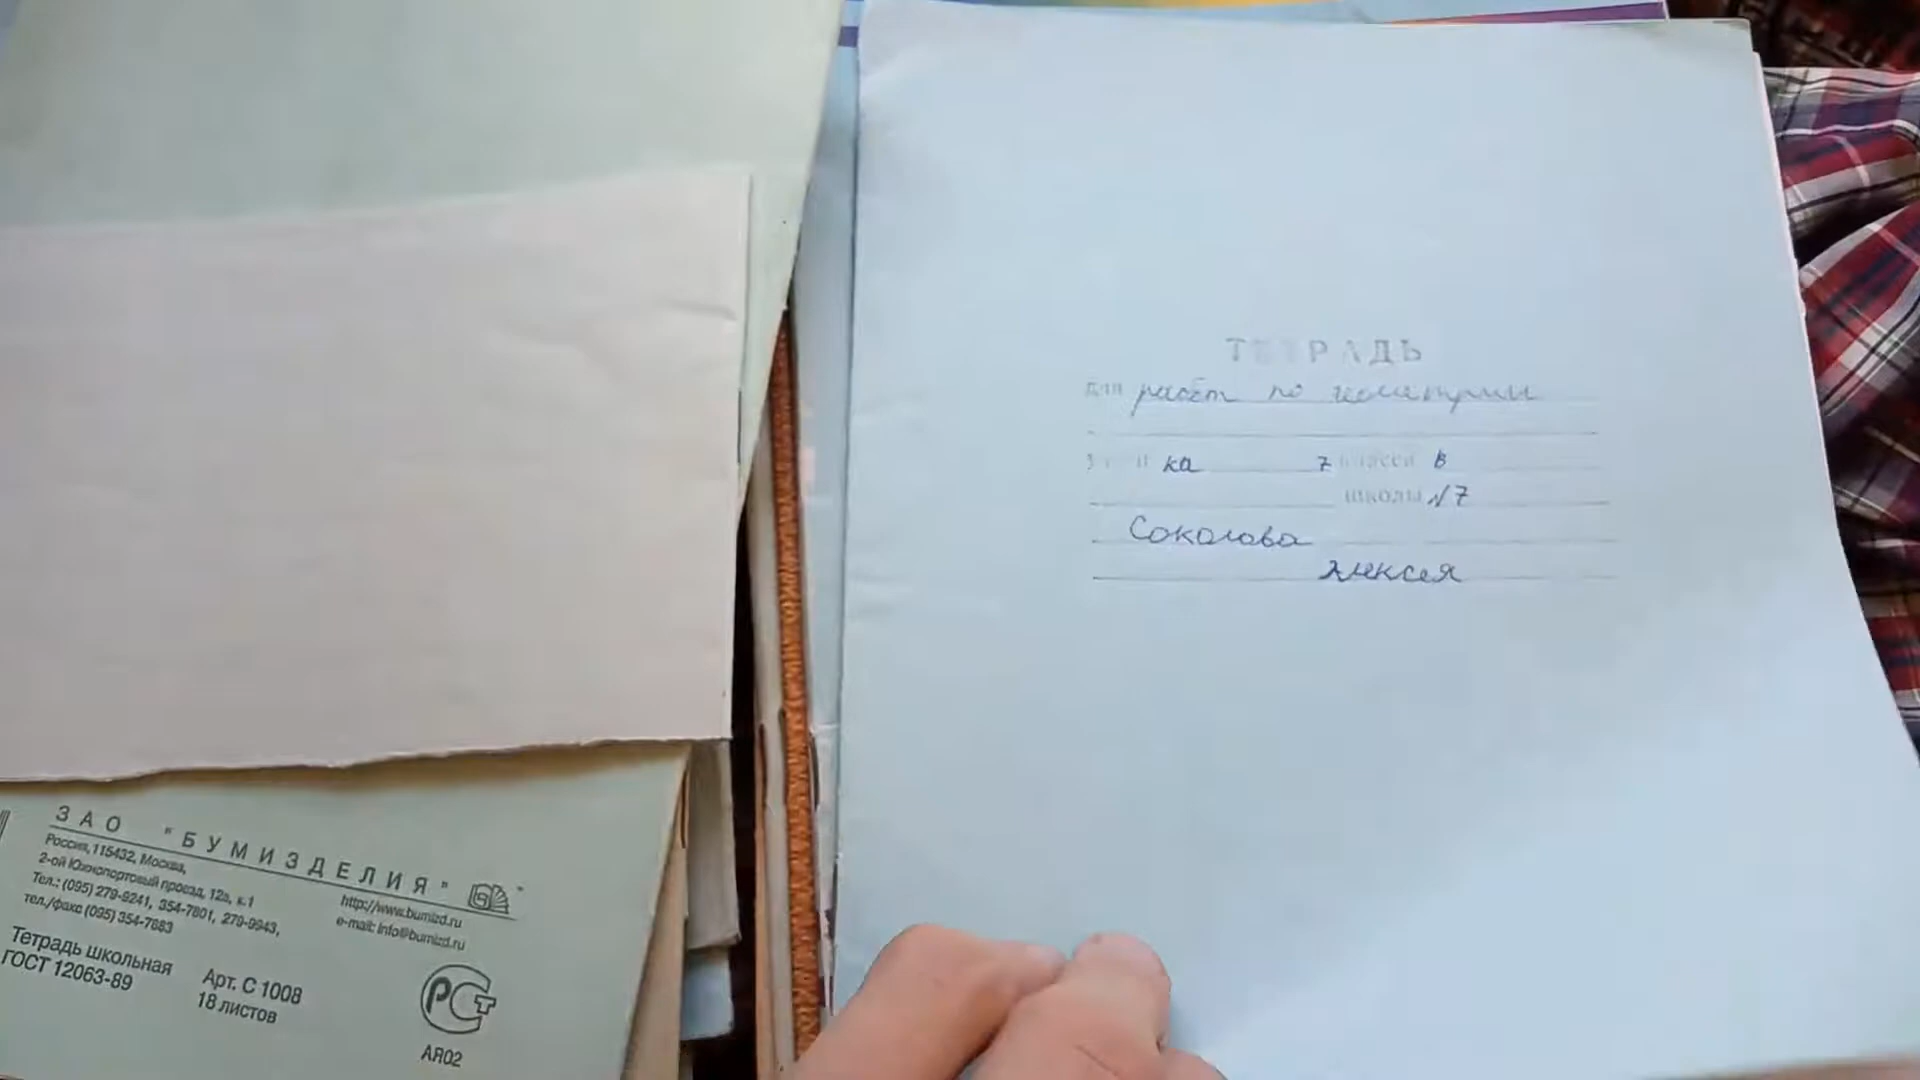 ТЕТРАДЬ
для работ по геометрии
ка 7 класса В
школы №7
Соколова
Алексея
ЗАО "БУМИЗДЕЛИЯ"
Россия, 115432, Москва,
2-ой Южнопортовый проезд, 12а, к.1
Тел.: (095) 279-9241, 354-7801, 279-9943,
тел./факс (095) 354-7683
http://www.bumizd.ru
e-mail: info@bumizd.ru
Тетрадь школьная
ГОСТ 12063-89
Арт. С 1008
18 листов
РСт
АЯ02